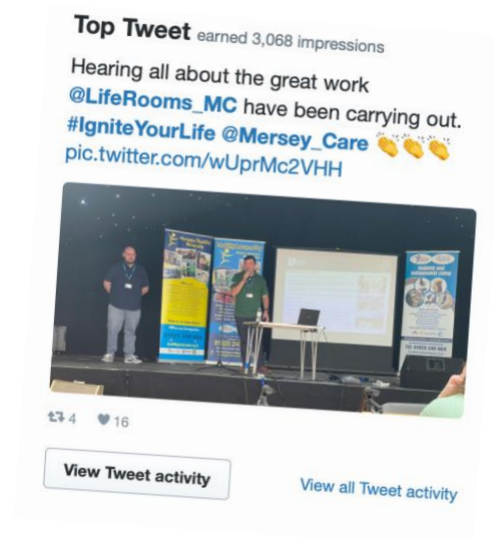 Top Tweet earned 3,068 impressions
Hearing all about the great work
@LifeRooms_MC have been carrying out.
#IgniteYourLife @Mersey_Care 👏👏👏
pic.twitter.com/wUprMc2VHH
4 16
View Tweet activity
View all Tweet activity